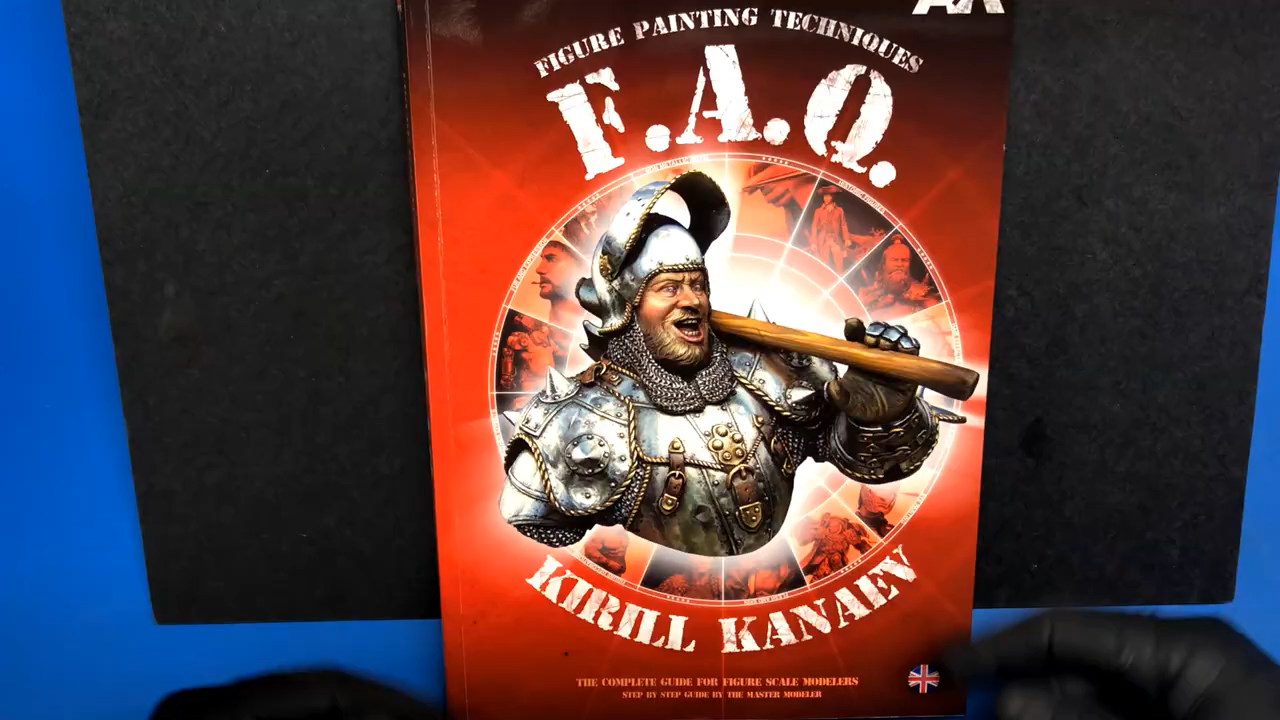 FIGURE PAINTING TECHNIQUES
F.A.Q.
KIRILL KANAEV
THE COMPLETE GUIDE FOR FIGURE SCALE MODELERS
STEP BY STEP GUIDE BY THE MASTER MODELER